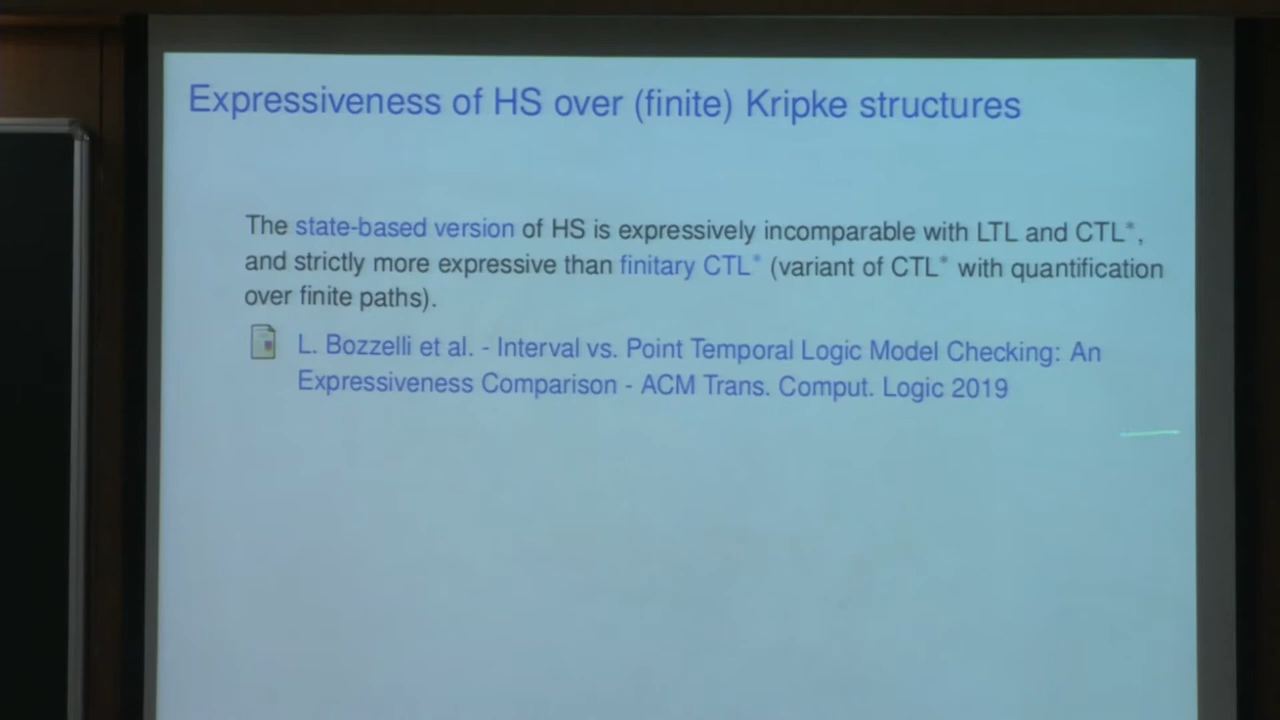 Expressiveness of HS over (finite) Kripke structures
The state-based version of HS is expressively incomparable with LTL and CTL*,
and strictly more expressive than finitary CTL* (variant of CTL* with quantification
over finite paths).
L. Bozzelli et al. - Interval vs. Point Temporal Logic Model Checking: An
Expressiveness Comparison - ACM Trans. Comput. Logic 2019